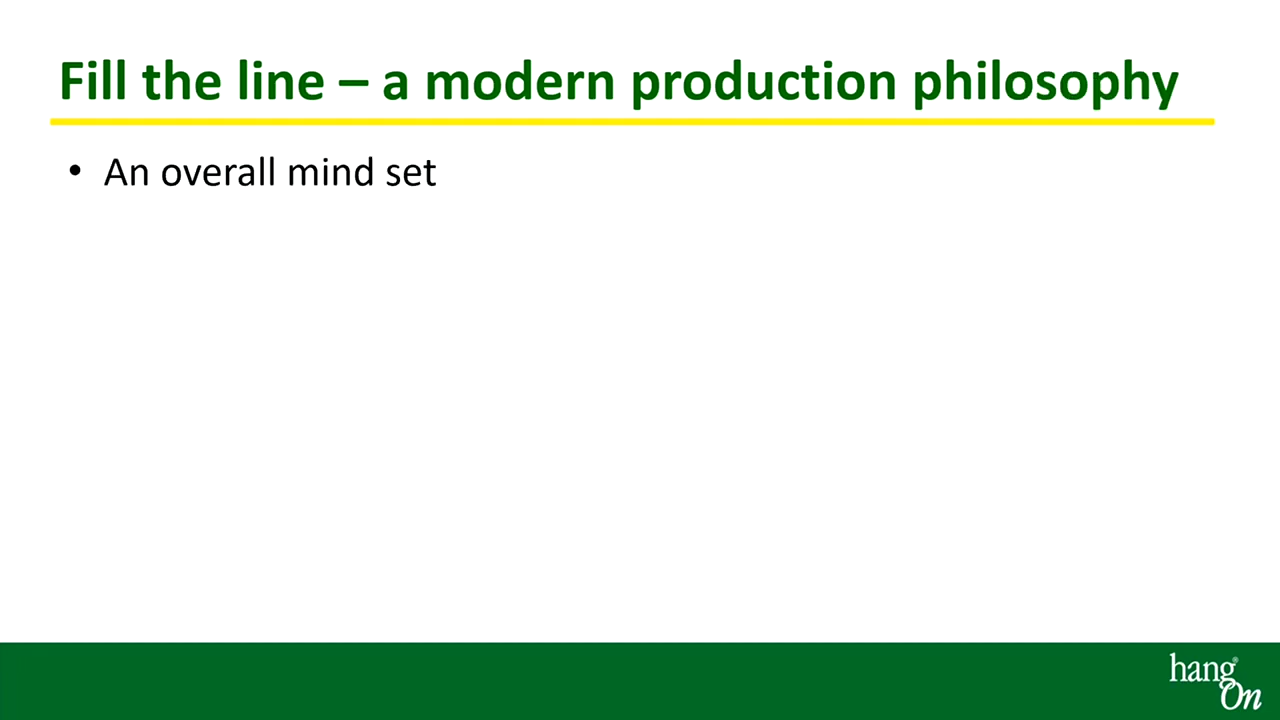 Fill the line – a modern production philosophy
• An overall mind set
hang®
On